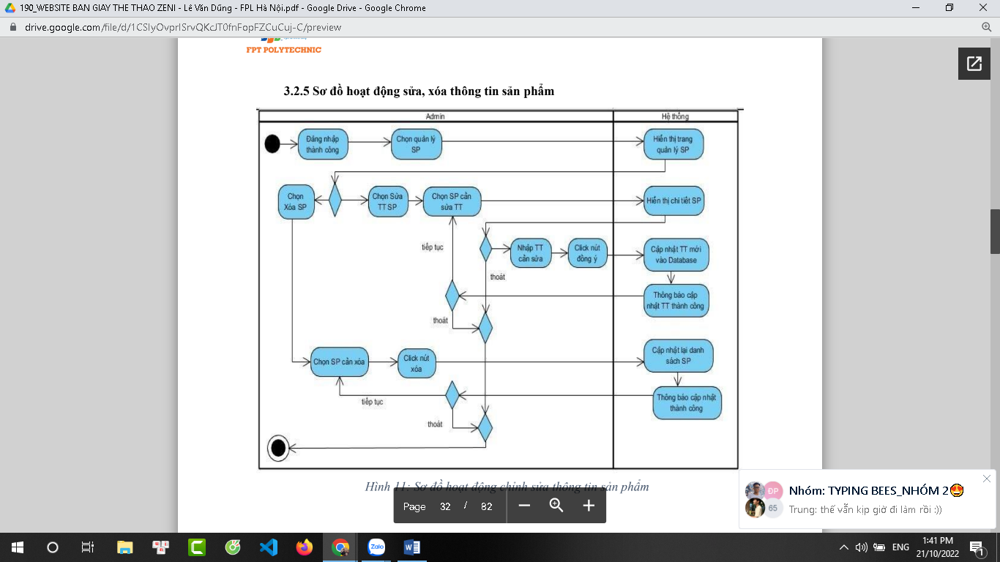 190_WEBSITE BAN GIAY THE THAO ZENI - Lê Văn Dũng - FPL Hà Nội.pdf - Google Drive - Google Chrome
FPT POLYTECHNIC
3.2.5 Sơ đồ hoạt động sửa, xóa thông tin sản phẩm
Admin
Hệ thống
Đăng nhập
thành công
Chọn quản lý
SP
Hiển thị trang
quản lý SP
Chọn
Xóa SP
Chọn Sửa
TT SP
Chọn SP cần
sửa TT
Hiển thị chi tiết SP
tiếp tục
Nhập TT
cần sửa
Click nút
đồng ý
Cập nhật TT mới
vào Database
thoát
Thông báo cập
nhật TT thành công
thoát
Chọn SP cần xóa
Click nút
xóa
Cập nhật lại danh
sách SP
tiếp tục
Thông báo cập nhật
thành công
thoát
Hình 11: Sơ đồ hoạt động chỉnh sửa thông tin sản phẩm
Page 32 / 82
ĐP
65
Nhóm: TYPING BEES_NHÓM 2😍
Trung: thế vẫn kịp giờ đi làm rồi :))
Zalo
ENG
1:41 PM
21/10/2022
1